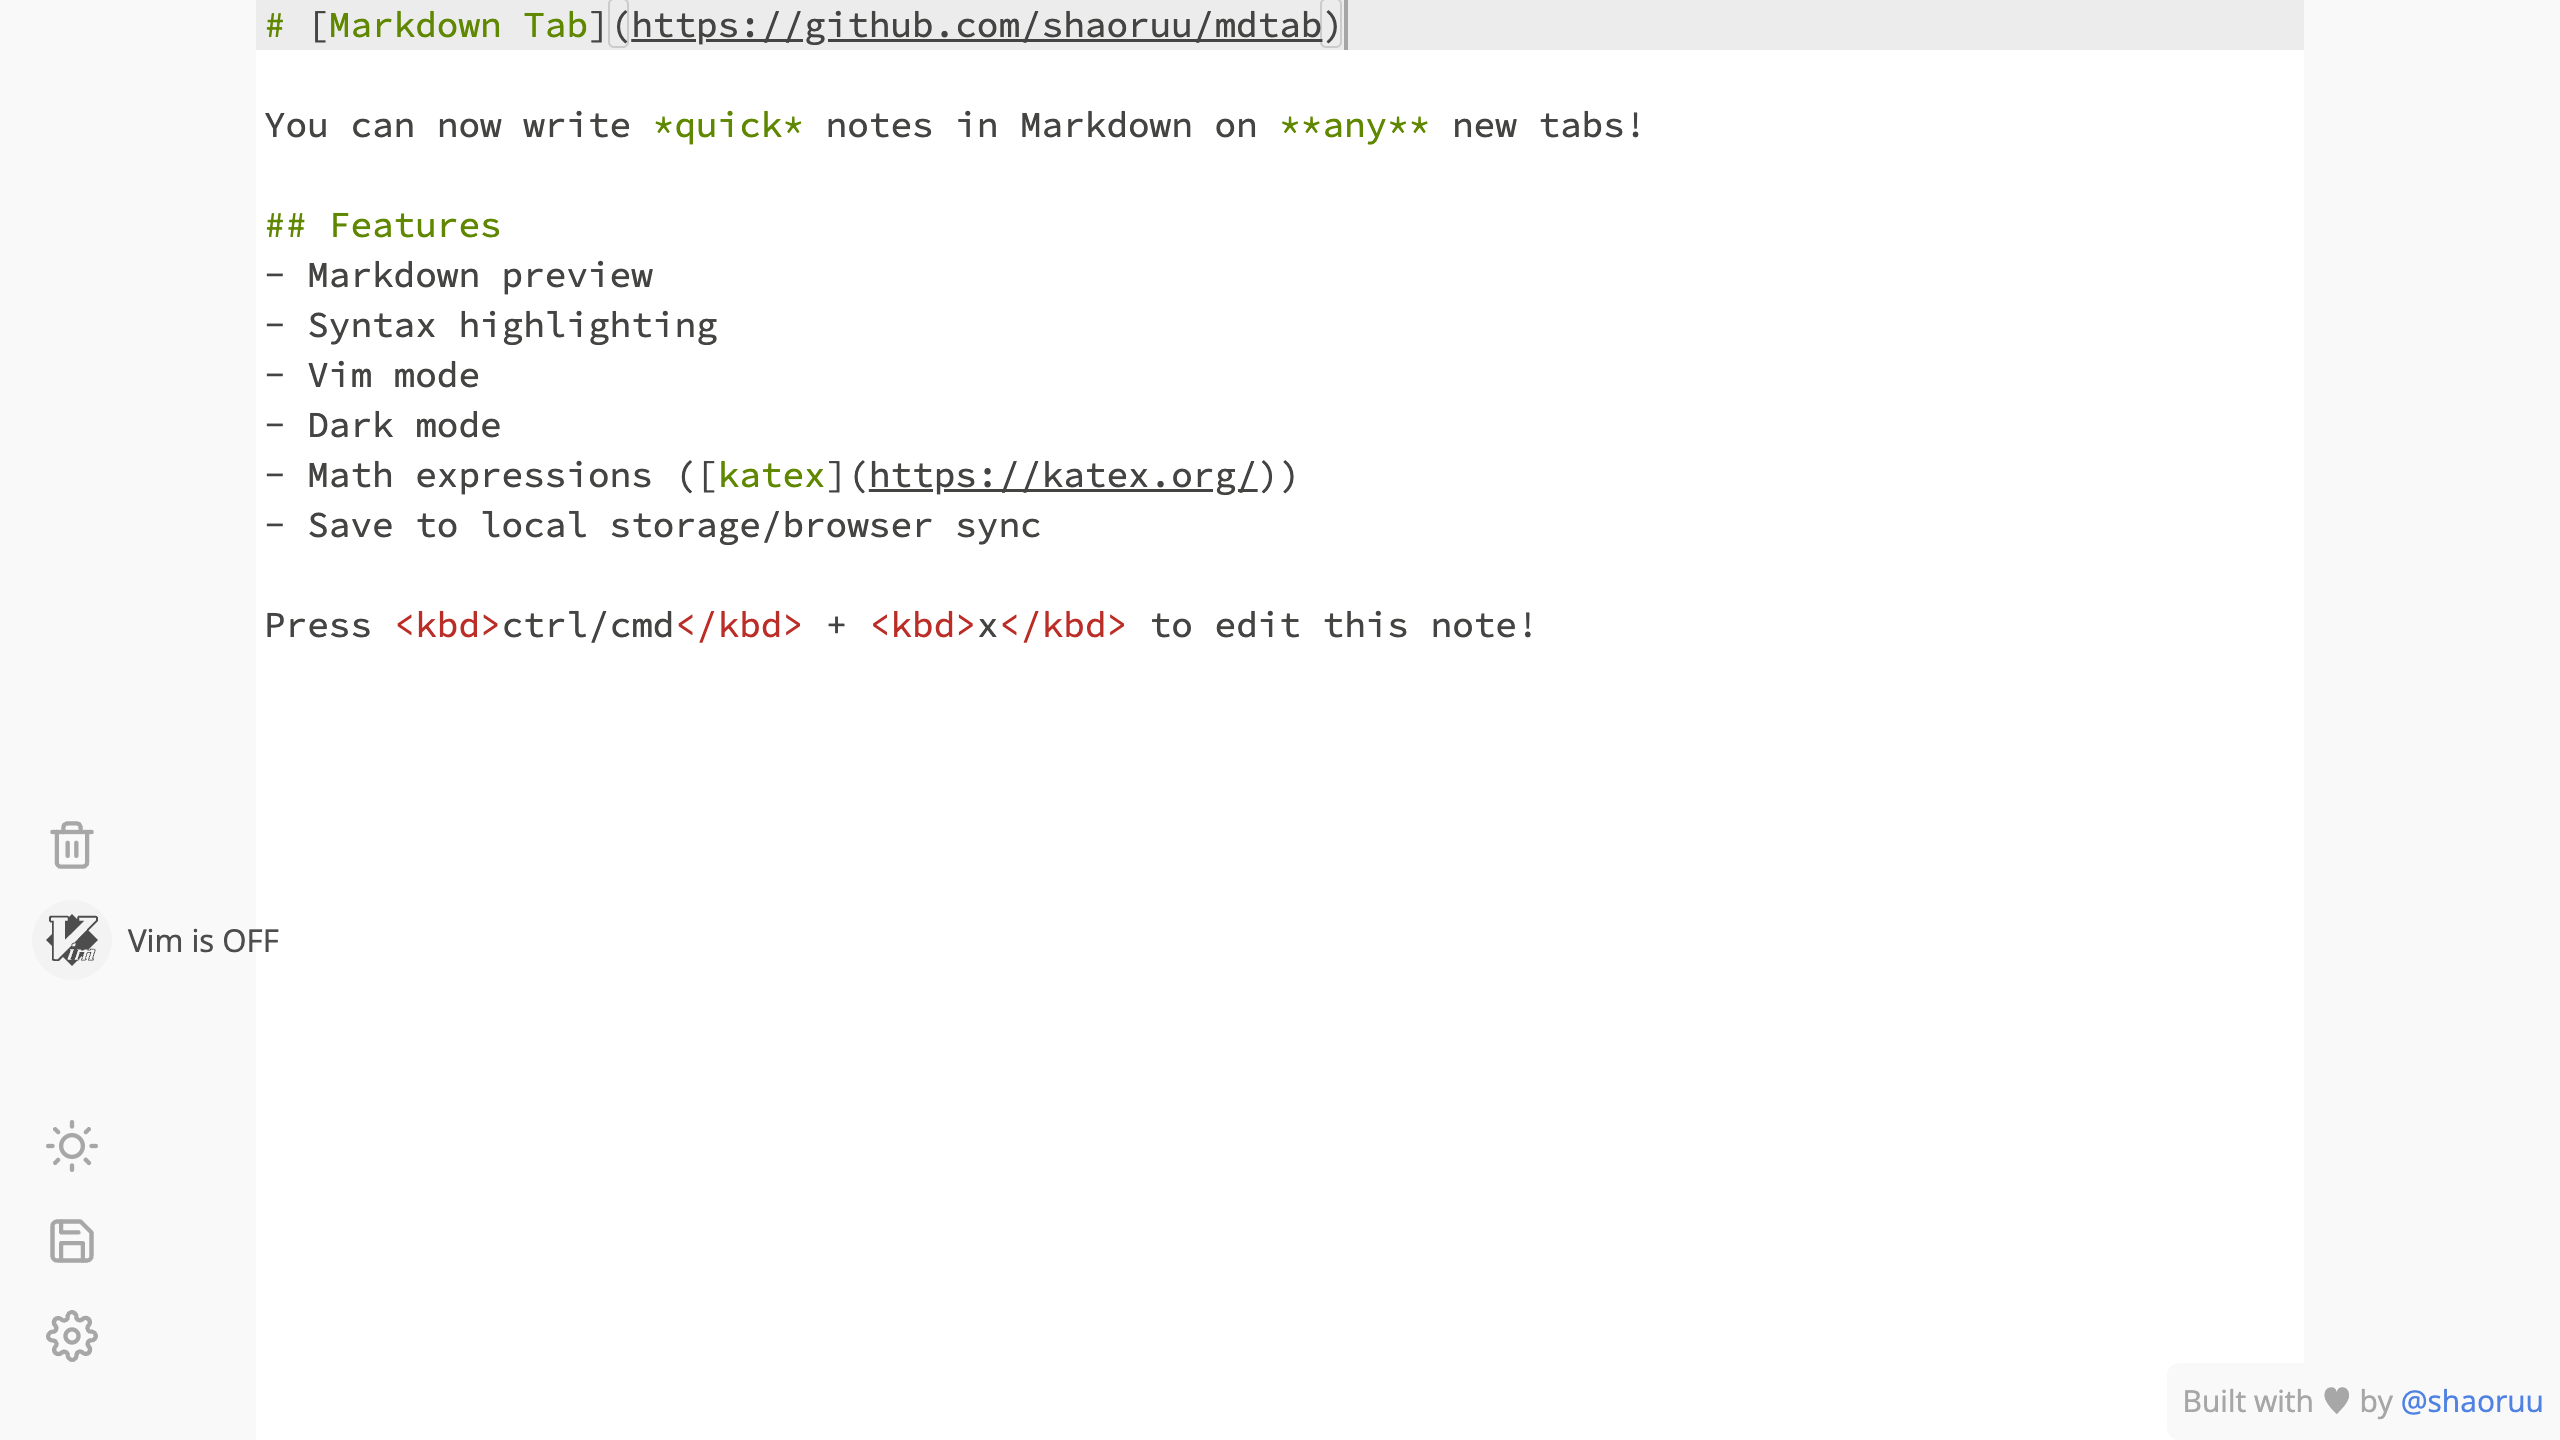 # [Markdown Tab](https://github.com/shaoruu/mdtab)
You can now write *quick* notes in Markdown on **any** new tabs!
## Features
- Markdown preview
- Syntax highlighting
- Vim mode
- Dark mode
- Math expressions ([katex](https://katex.org/))
- Save to local storage/browser sync
Press <kbd>ctrl/cmd</kbd> + <kbd>x</kbd> to edit this note!
Vim is OFF
Built with ♥ by @shaoruu